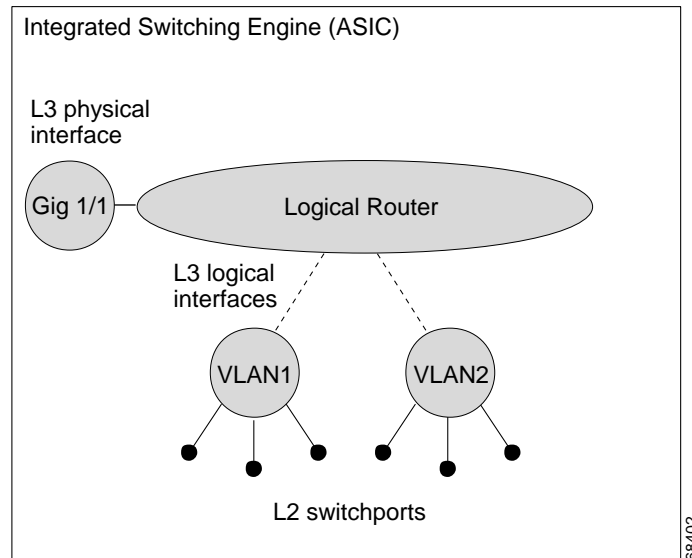 Integrated Switching Engine (ASIC)
L3 physical
interface
Gig 1/1
Logical Router
L3 logical
interfaces
VLAN1
VLAN2
L2 switchports
68402